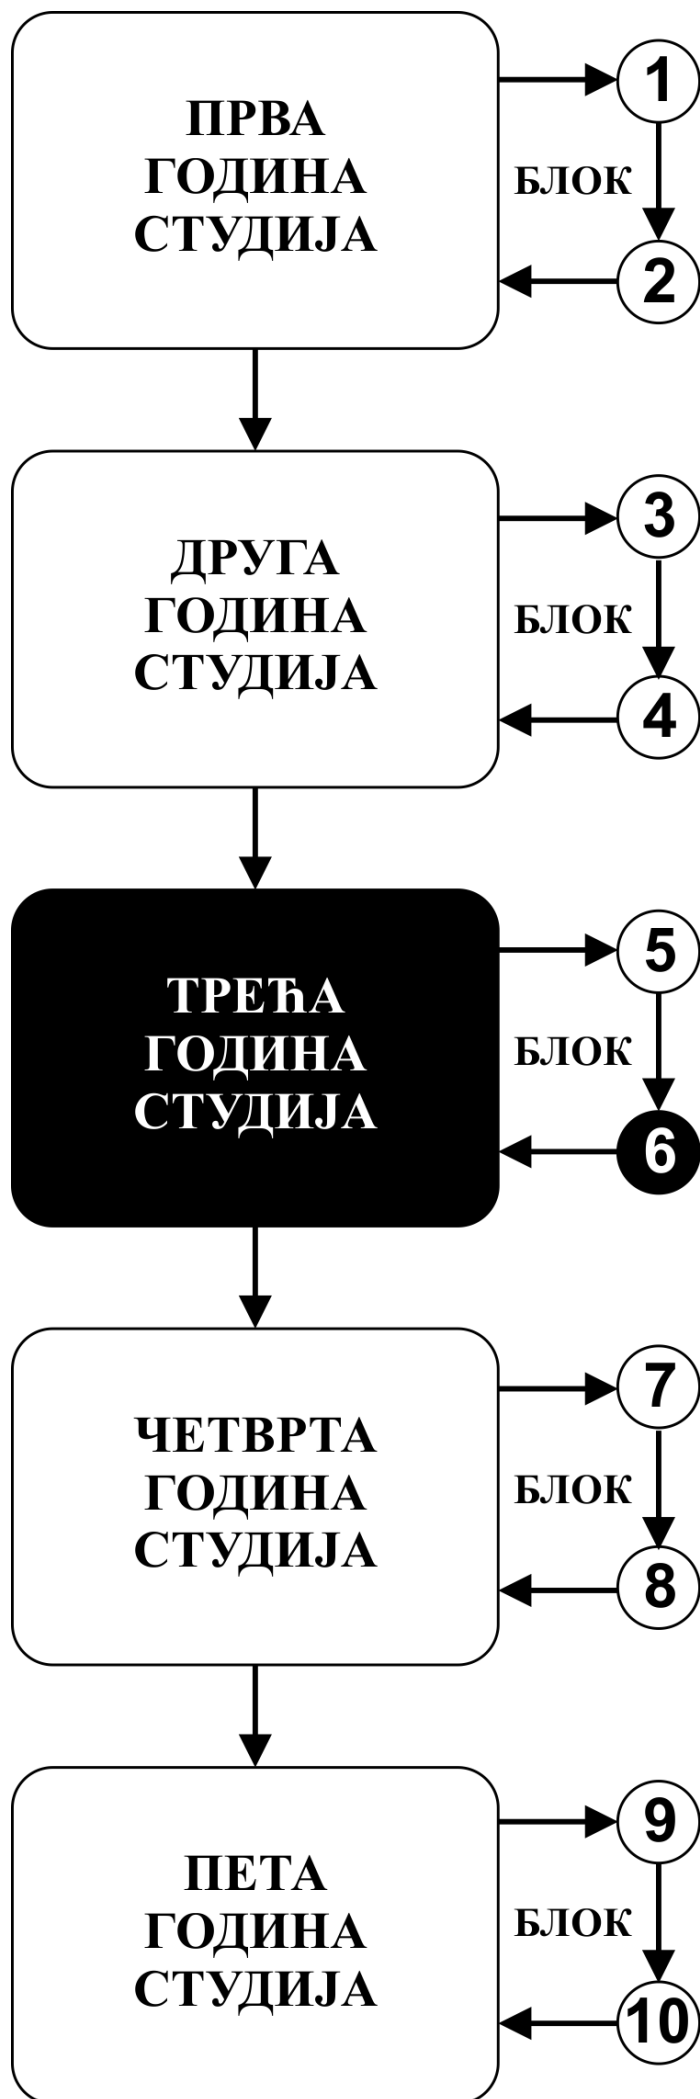 ПРВА
ГОДИНА
СТУДИЈА
1
БЛОК
2
ДРУГА
ГОДИНА
СТУДИЈА
3
БЛОК
4
ТРЕЋА
ГОДИНА
СТУДИЈА
5
БЛОК
6
ЧЕТВРТА
ГОДИНА
СТУДИЈА
7
БЛОК
8
ПЕТА
ГОДИНА
СТУДИЈА
9
БЛОК
10